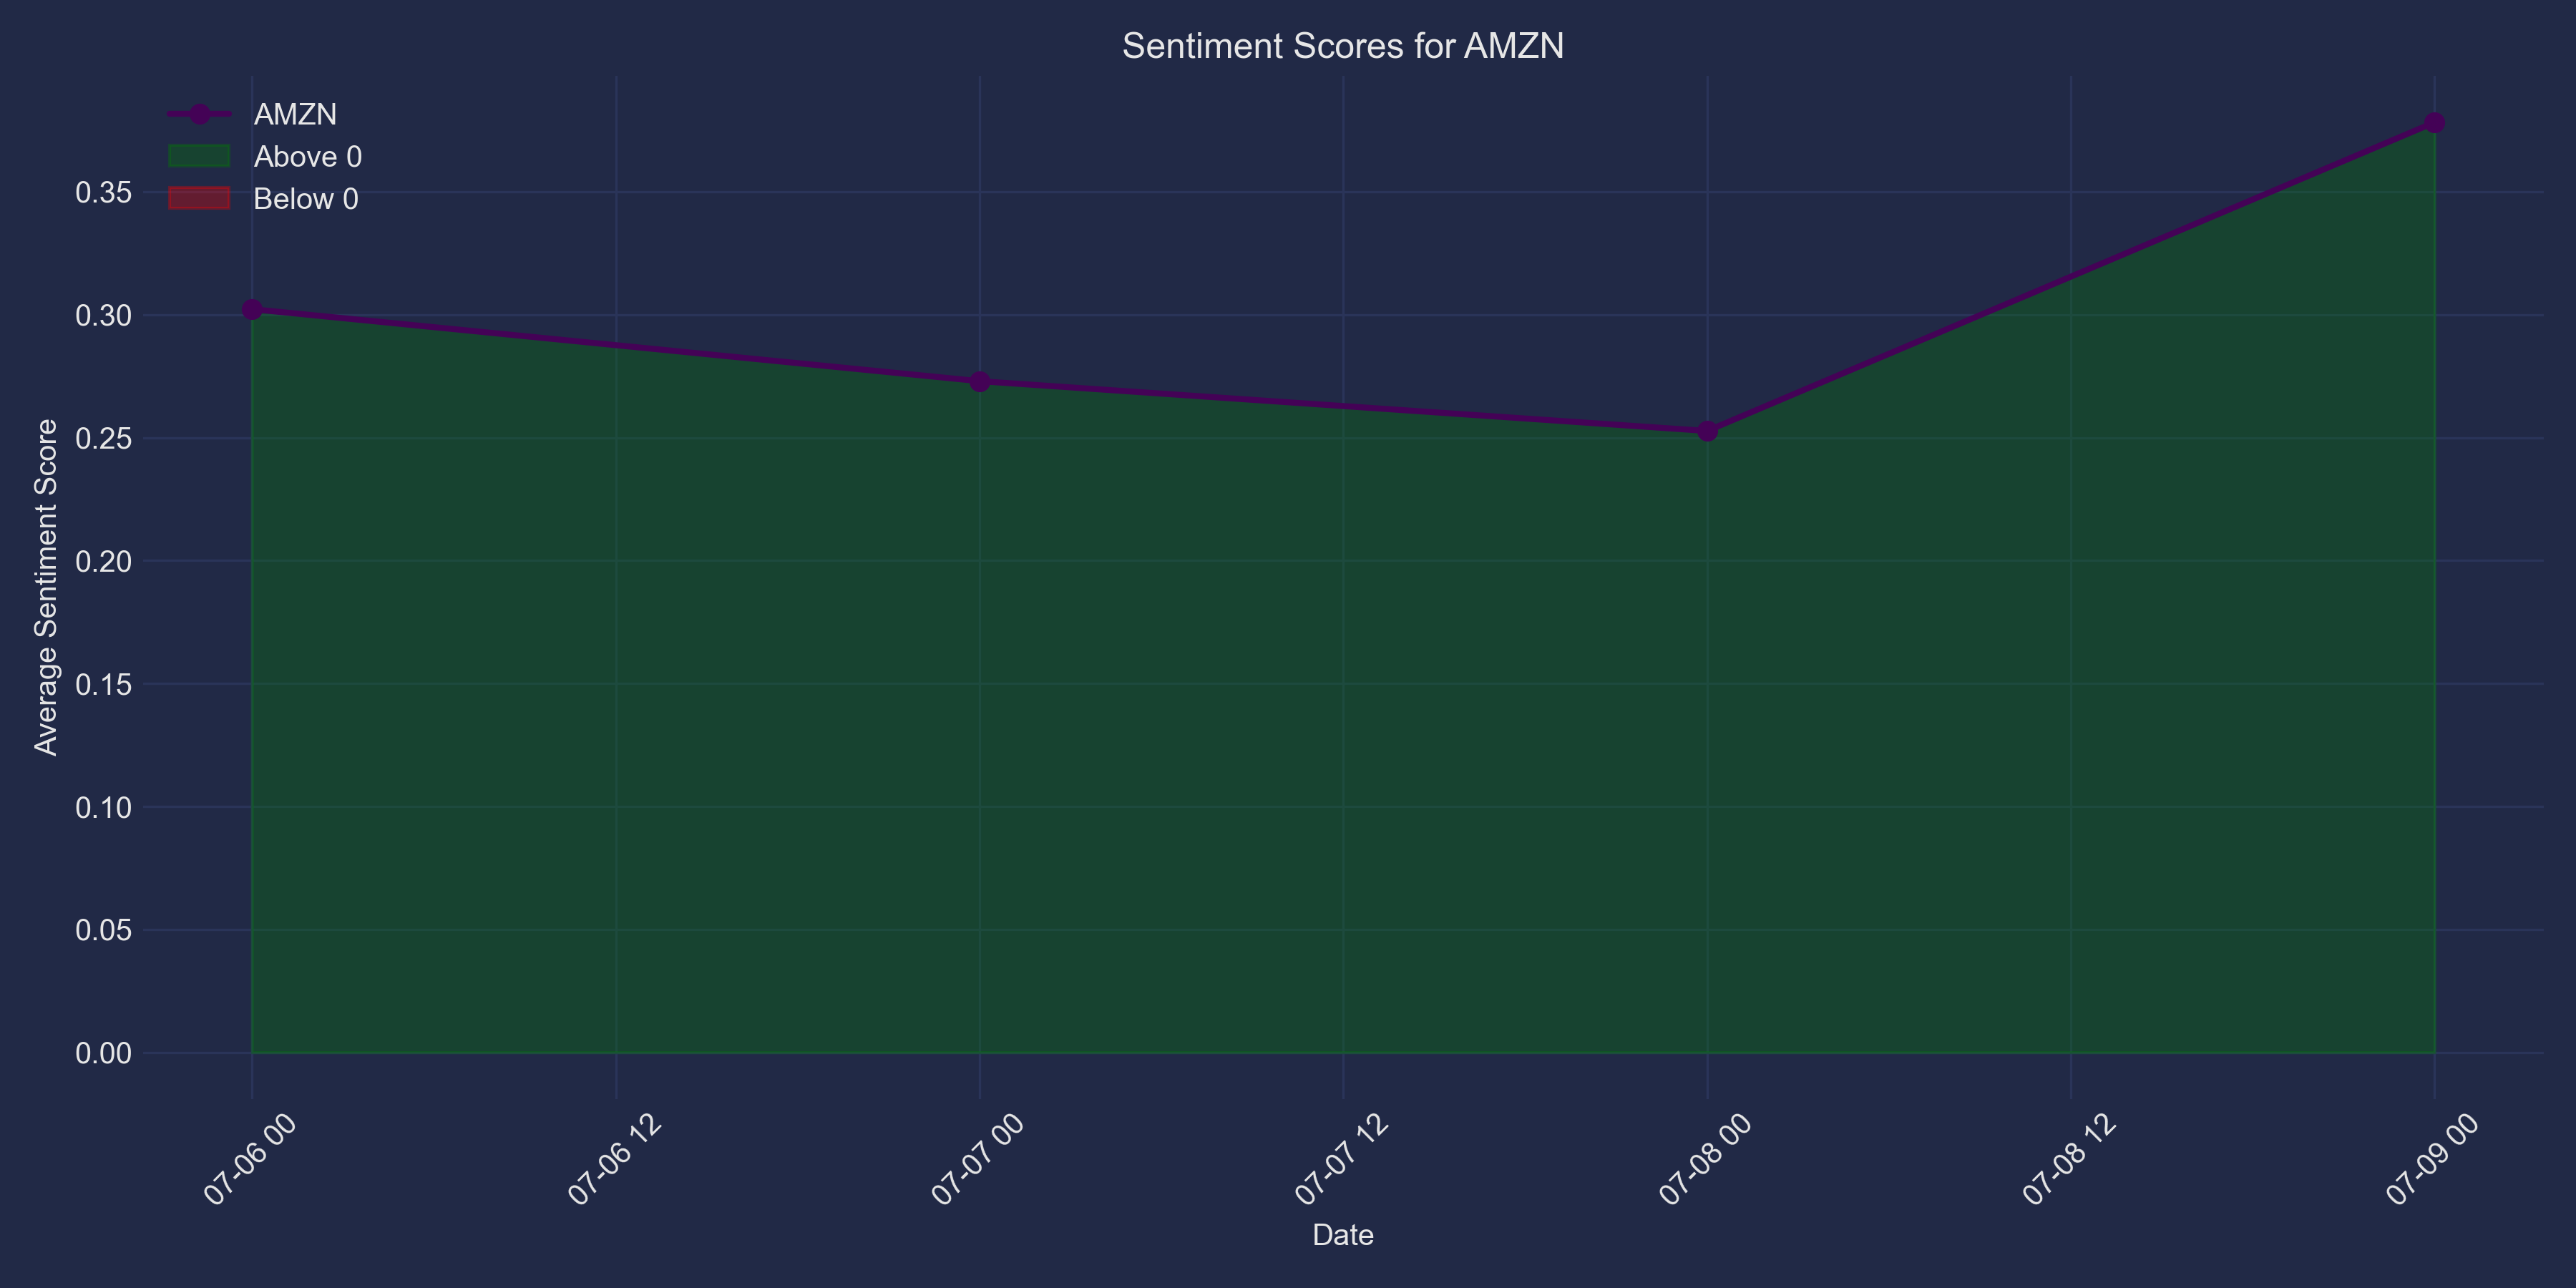 Sentiment Scores for AMZN
AMZN
Above 0
Below 0
0.35
0.30
0.25
0.20
0.15
0.10
0.05
0.00
Average Sentiment Score
07-06 00
07-06 12
07-07 00
07-07 12
07-08 00
07-08 12
07-09 00
Date